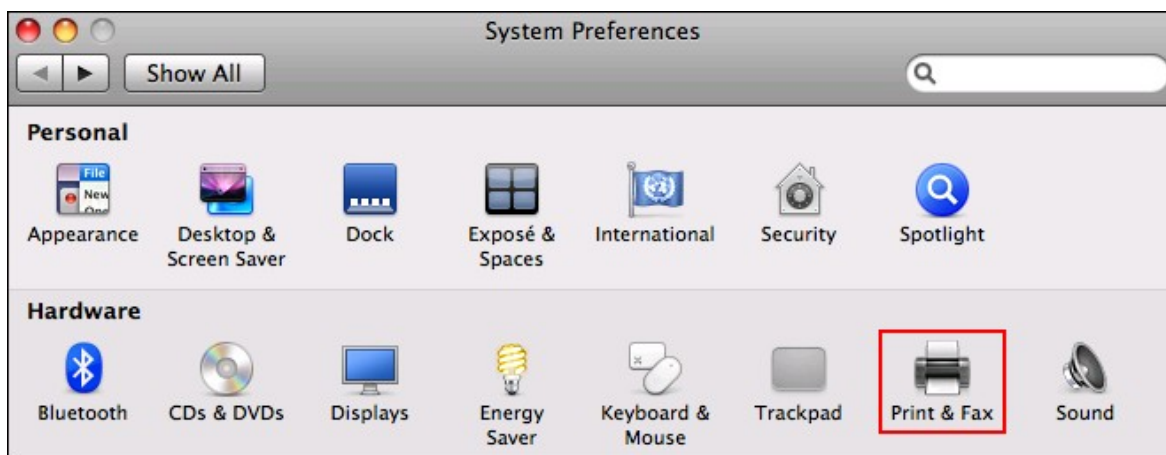 System Preferences
Show All
Personal
File
New
One
Appearance
Desktop &
Screen Saver
Dock
Exposé &
Spaces
International
Security
Spotlight
Hardware
Bluetooth
CDs & DVDs
Displays
Energy
Saver
Keyboard &
Mouse
Trackpad
Print & Fax
Sound